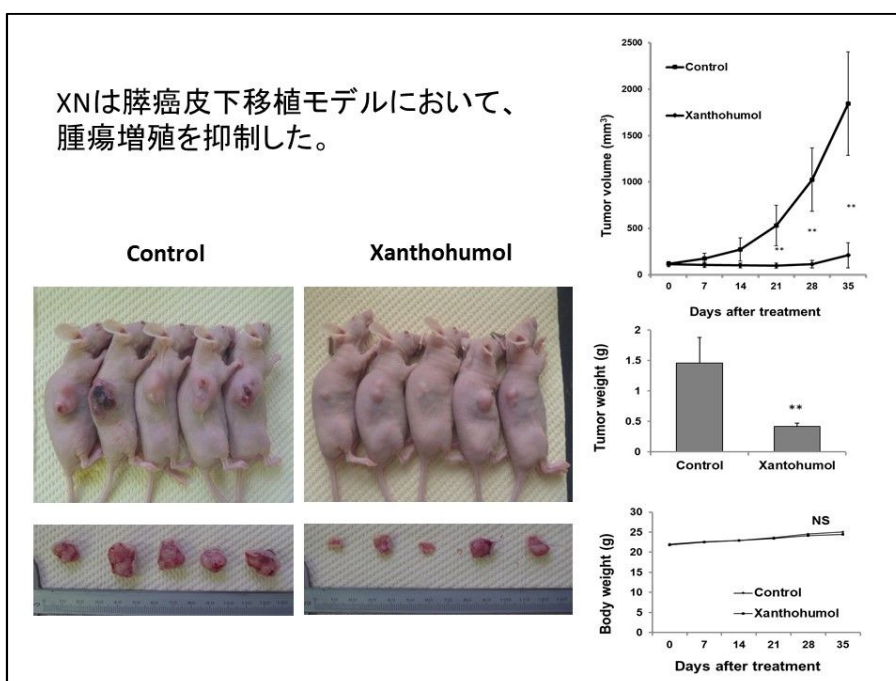 XNは膵癌皮下移植モデルにおいて、
腫瘍増殖を抑制した。
Control
Xanthohumol
2500
2000
1500
1000
500
0
Tumor volume (mm3)
Control
Xanthohumol
**
**
**
0 7 14 21 28 35
Days after treatment
2
1.5
1
0.5
0
Tumor weight (g)
**
Control
Xantohumol
30
25
20
15
10
5
0
Body weight (g)
NS
Control
Xanthohumol
0 7 14 21 28 35
Days after treatment